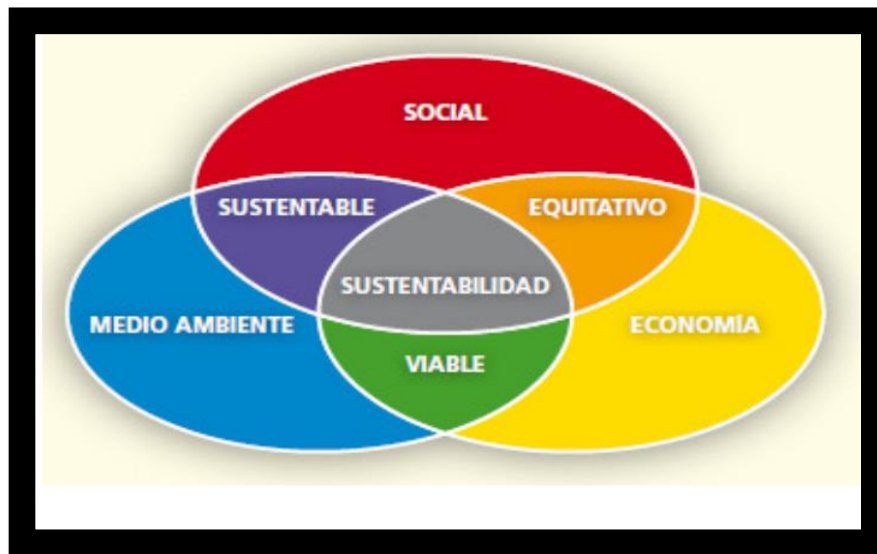 SOCIAL
SUSTENTABLE
EQUITATIVO
SUSTENTABILIDAD
MEDIO AMBIENTE
ECONOMÍA
VIABLE